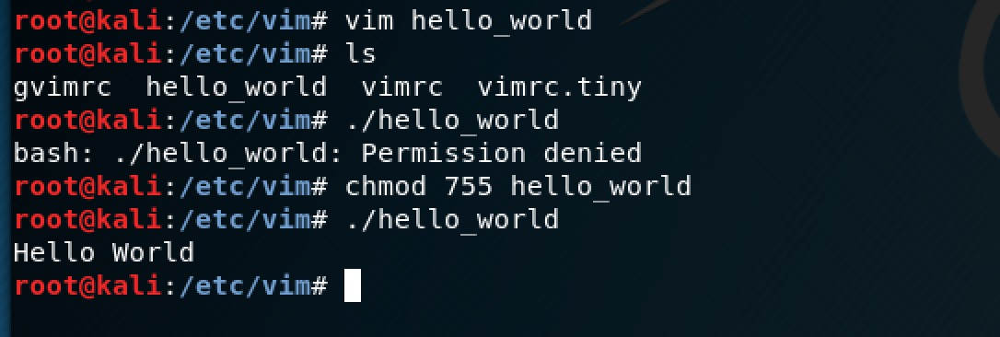 root@kali:/etc/vim# vim hello_world
root@kali:/etc/vim# ls
gvimrc  hello_world  vimrc  vimrc.tiny
root@kali:/etc/vim# ./hello_world
bash: ./hello_world: Permission denied
root@kali:/etc/vim# chmod 755 hello_world
root@kali:/etc/vim# ./hello_world
Hello World
root@kali:/etc/vim#